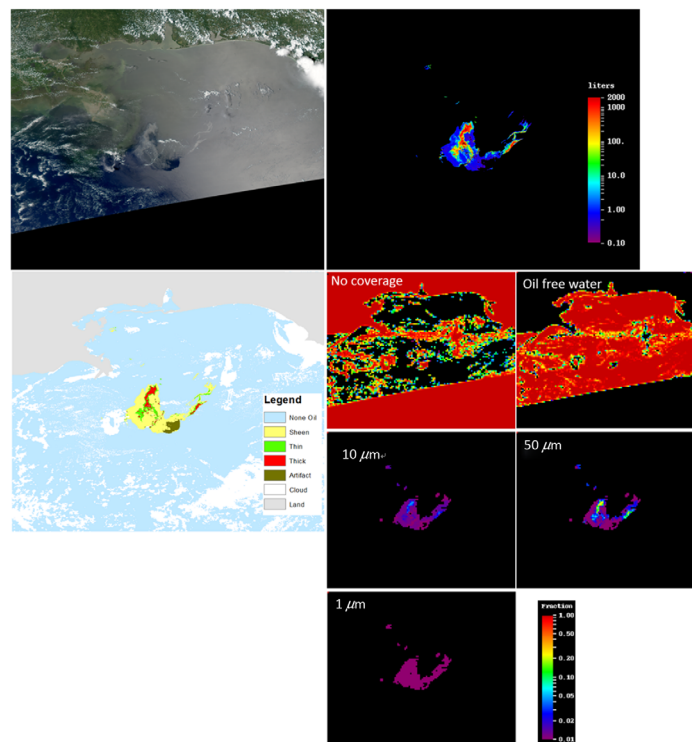 liters
2000
1000
100.
10.0
1.00
0.10
No coverage
Oil free water
Legend
None Oil
Sheen
Thin
Thick
Artifact
Cloud
Land
10 μm↵
50 μm
1 μm
Fraction
1.00
0.50
0.20
0.10
0.05
0.02
0.01